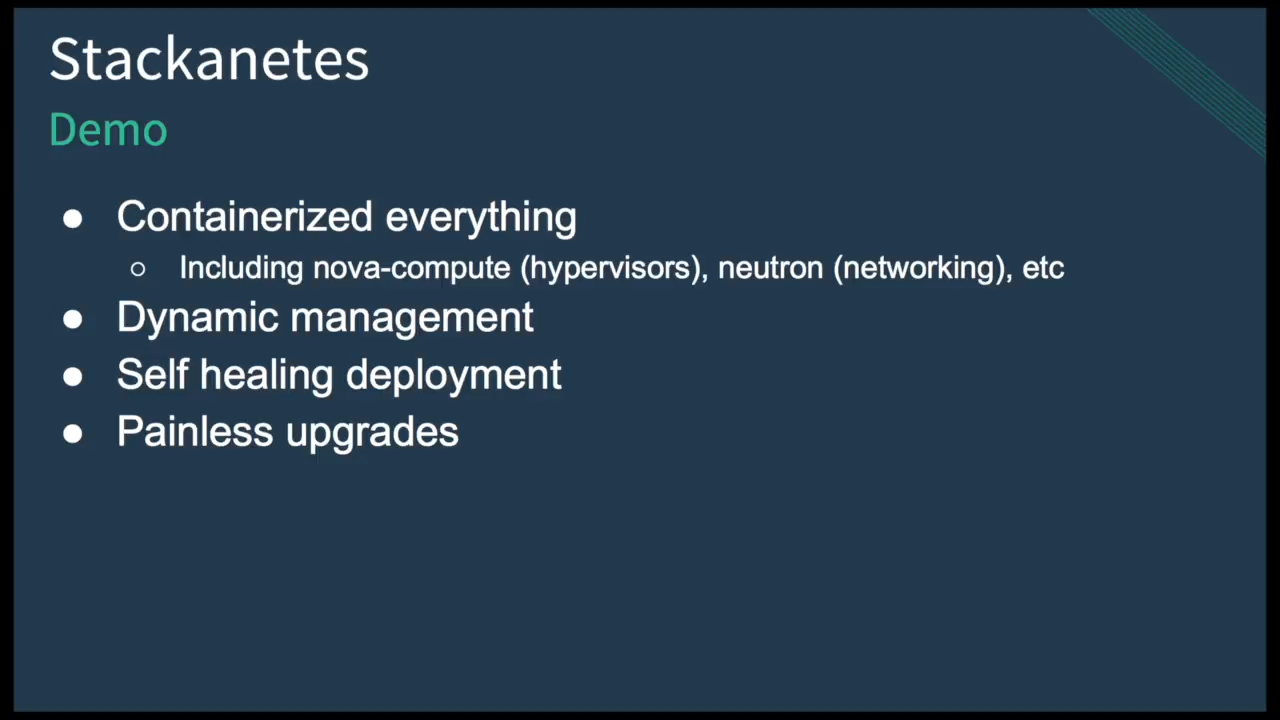 Stackanetes
Demo
● Containerized everything
○ Including nova-compute (hypervisors), neutron (networking), etc
● Dynamic management
● Self healing deployment
● Painless upgrades